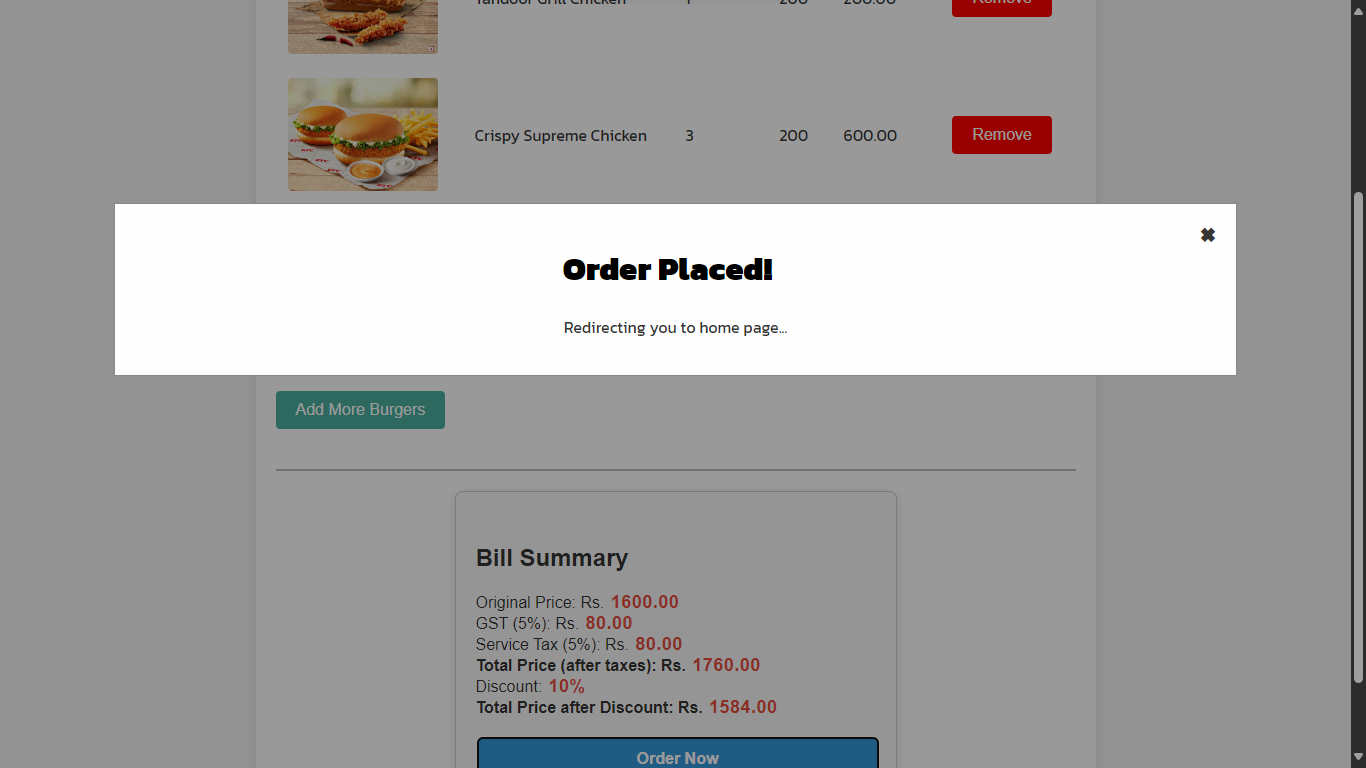 Tandoor Grill Chicken 1 200 200.00 Remove
Crispy Supreme Chicken 3 200 600.00 Remove
✖
Order Placed!
Redirecting you to home page...
Add More Burgers
Bill Summary
Original Price: Rs. 1600.00
GST (5%): Rs. 80.00
Service Tax (5%): Rs. 80.00
Total Price (after taxes): Rs. 1760.00
Discount: 10%
Total Price after Discount: Rs. 1584.00
Order Now